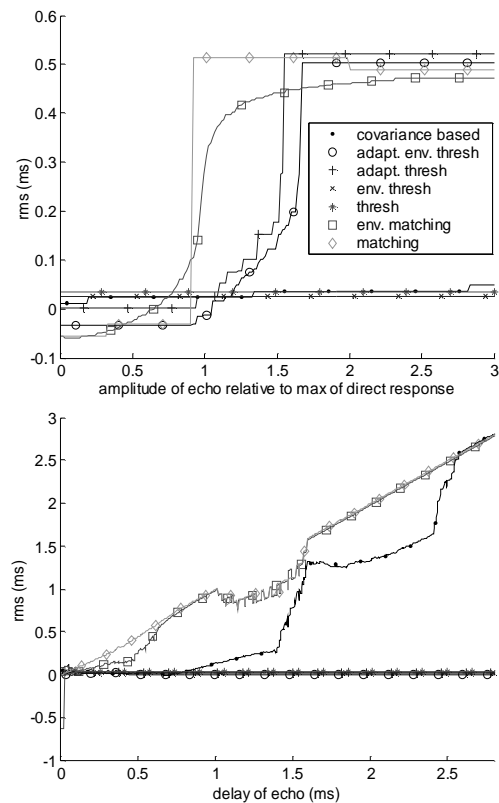 0.6
0.5
0.4
0.3
0.2
0.1
0
-0.1
rms (ms)
covariance based
adapt. env. thresh
adapt. thresh
env. thresh
thresh
env. matching
matching
0 0.5 1 1.5 2 2.5 3
amplitude of echo relative to max of direct response
3
2.5
2
1.5
1
0.5
0
-0.5
-1
rms (ms)
0 0.5 1 1.5 2 2.5
delay of echo (ms)